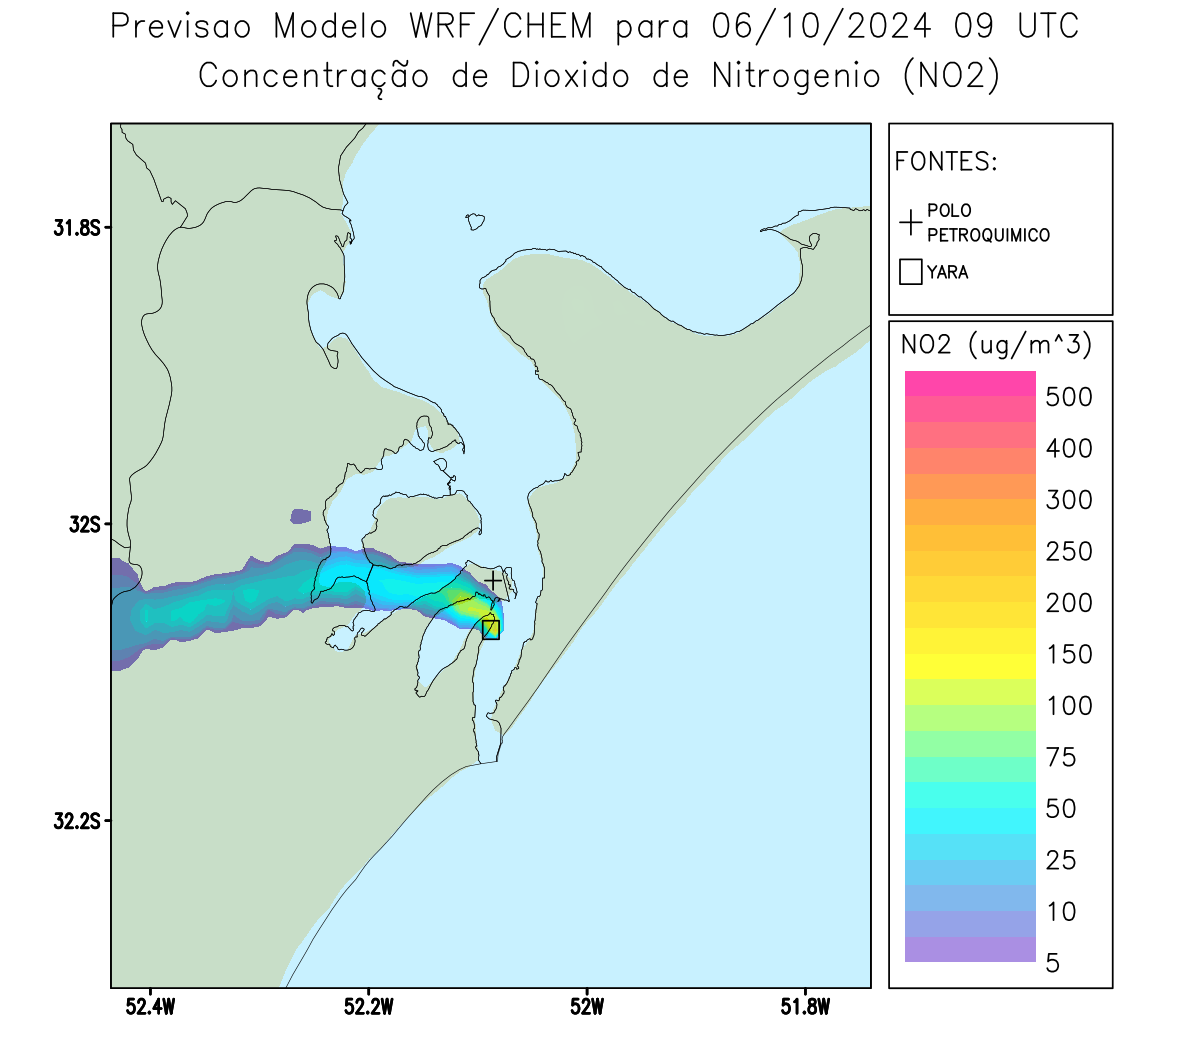 Previsao Modelo WRF/CHEM para 06/10/2024 09 UTC
Concentração de Dioxido de Nitrogenio (NO2)
FONTES:
POLO
PETROQUIMICO
YARA
NO2 (ug/m^3)
500
400
300
250
200
150
100
75
50
25
10
5
31.8S
32S
32.2S
52.4W
52.2W
52W
51.8W